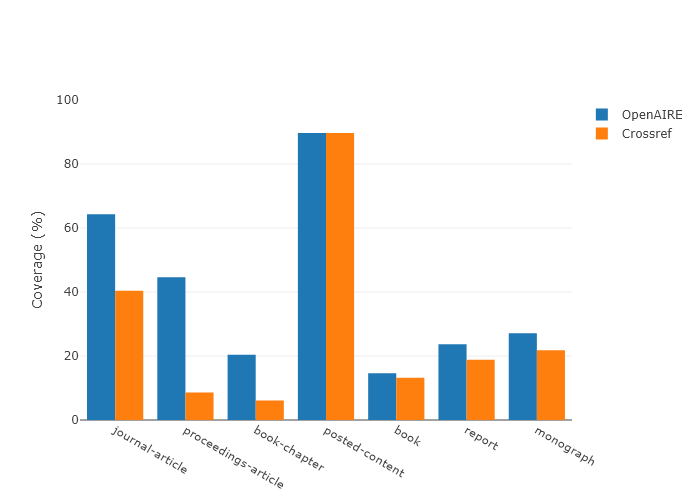 100
80
60
40
20
0
Coverage (%)
journal-article
proceedings-article
book-chapter
posted-content
book
report
monograph
OpenAIRE
Crossref